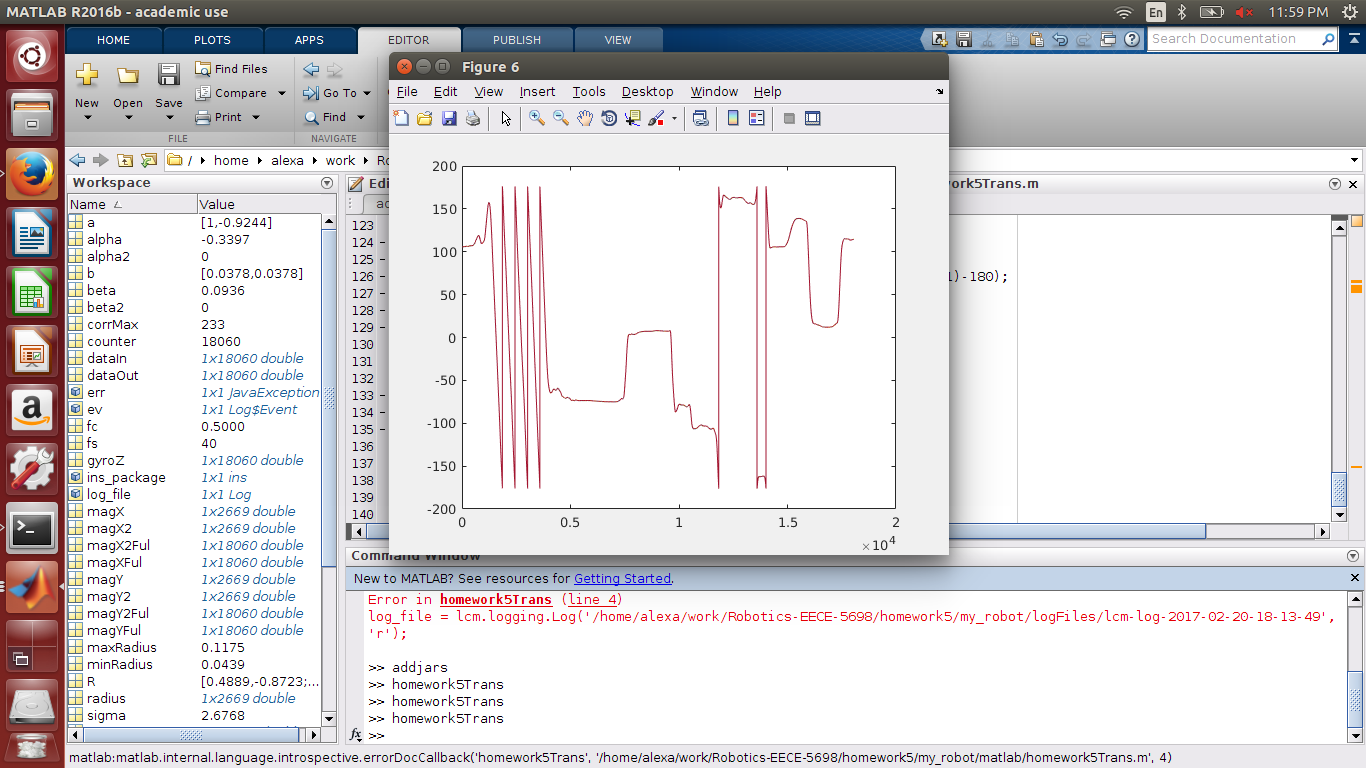 MATLAB R2016b - academic use
En
11:59 PM
HOME PLOTS APPS EDITOR PUBLISH VIEW
Search Documentation
New Open Save
Find Files
Compare
Print
Go To
Find
FILE NAVIGATE
/ home alexa work
Figure 6
File Edit View Insert Tools Desktop Window Help
Workspace
Name Value
a [1,-0.9244]
alpha -0.3397
alpha2 0
b [0.0378,0.0378]
beta 0.0936
beta2 0
corrMax 233
counter 18060
dataIn 1x18060 double
dataOut 1x18060 double
err 1x1 JavaException
ev 1x1 Log$Event
fc 0.5000
fs 40
gyroZ 1x18060 double
ins_package 1x1 ins
log_file 1x1 Log
magX 1x2669 double
magX2 1x2669 double
magX2Ful 1x18060 double
magXFul 1x18060 double
magY 1x2669 double
magY2 1x2669 double
magY2Ful 1x18060 double
magYFul 1x18060 double
maxRadius 0.1175
minRadius 0.0439
R [0.4889,-0.8723;...
radius 1x2669 double
sigma 2.6768
ork5Trans.m
123
124
125
126
127
128
129
130
131
132
133
134
135
136
137
138
139
140
1)-180);
200
150
100
50
0
-50
-100
-150
-200
0 0.5 1 1.5 2
×10^4
Command Window
New to MATLAB? See resources for Getting Started.
Error in homework5Trans (line 4)
log_file = lcm.logging.Log('/home/alexa/work/Robotics-EECE-5698/homework5/my_robot/logFiles/lcm-log-2017-02-20-18-13-49',
'r');
>> addjars
>> homework5Trans
>> homework5Trans
>> homework5Trans
fx >>
matlab:matlab.internal.language.introspective.errorDocCallback('homework5Trans', '/home/alexa/work/Robotics-EECE-5698/homework5/my_robot/matlab/homework5Trans.m', 4)